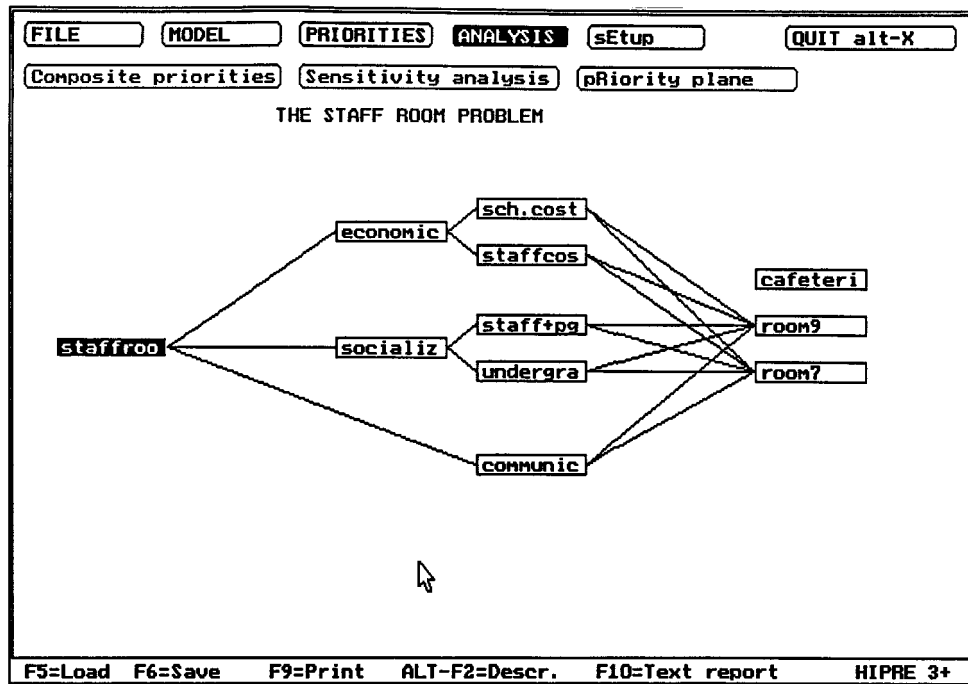 FILE MODEL PRIORITIES ANALYSIS sEtup QUIT alt-X
Composite priorities Sensitivity analysis pRiority plane
THE STAFF ROOM PROBLEM
sch.cost
economic
staffcos
cafeteri
staff+pg room9
staffroo socializ
undergra room7
communic
F5=Load F6=Save F9=Print ALT-F2=Descr. F10=Text report HIPRE 3+